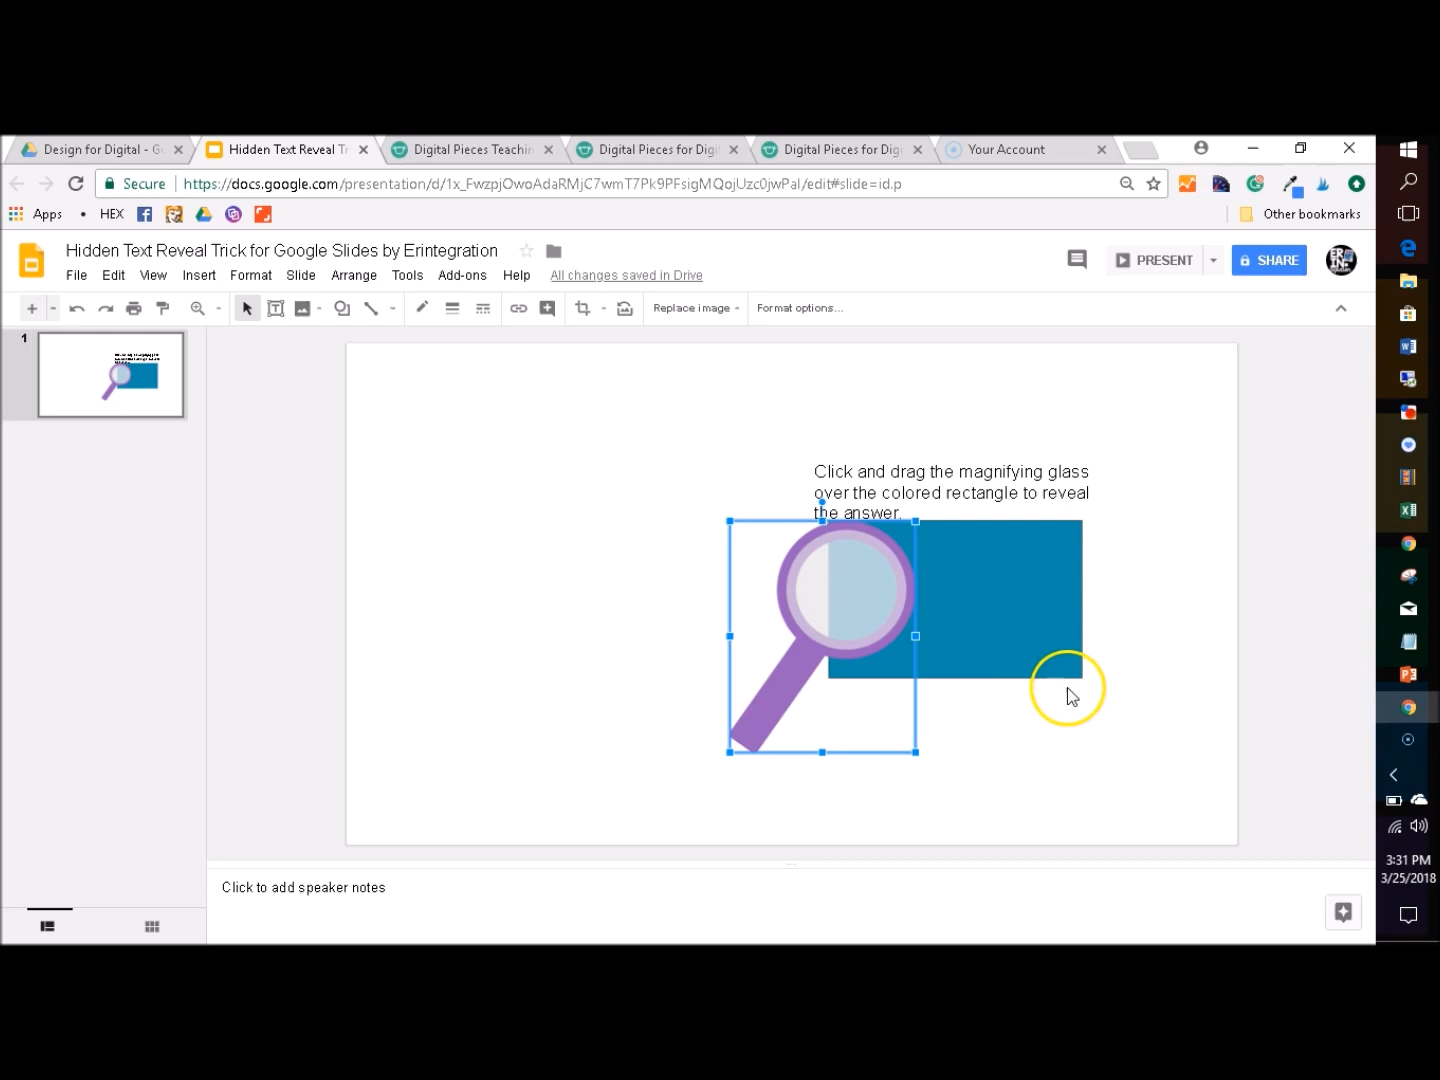 Design for Digital - G
Hidden Text Reveal Tr
Digital Pieces Teachin
Digital Pieces for Digi
Digital Pieces for Digi
Your Account
Secure
https://docs.google.com/presentation/d/1x_FwzpjOwoAdaRMjC7wmT7Pk9PFsigMQojUzc0jwPaI/edit#slide=id.p
Apps
HEX
Other bookmarks
Hidden Text Reveal Trick for Google Slides by Erintegration
File Edit View Insert Format Slide Arrange Tools Add-ons Help All changes saved in Drive
PRESENT
SHARE
Replace image
Format options...
1
Click and drag the magnifying glass
over the colored rectangle to reveal
the answer.
Click to add speaker notes
3:31 PM
3/25/2018